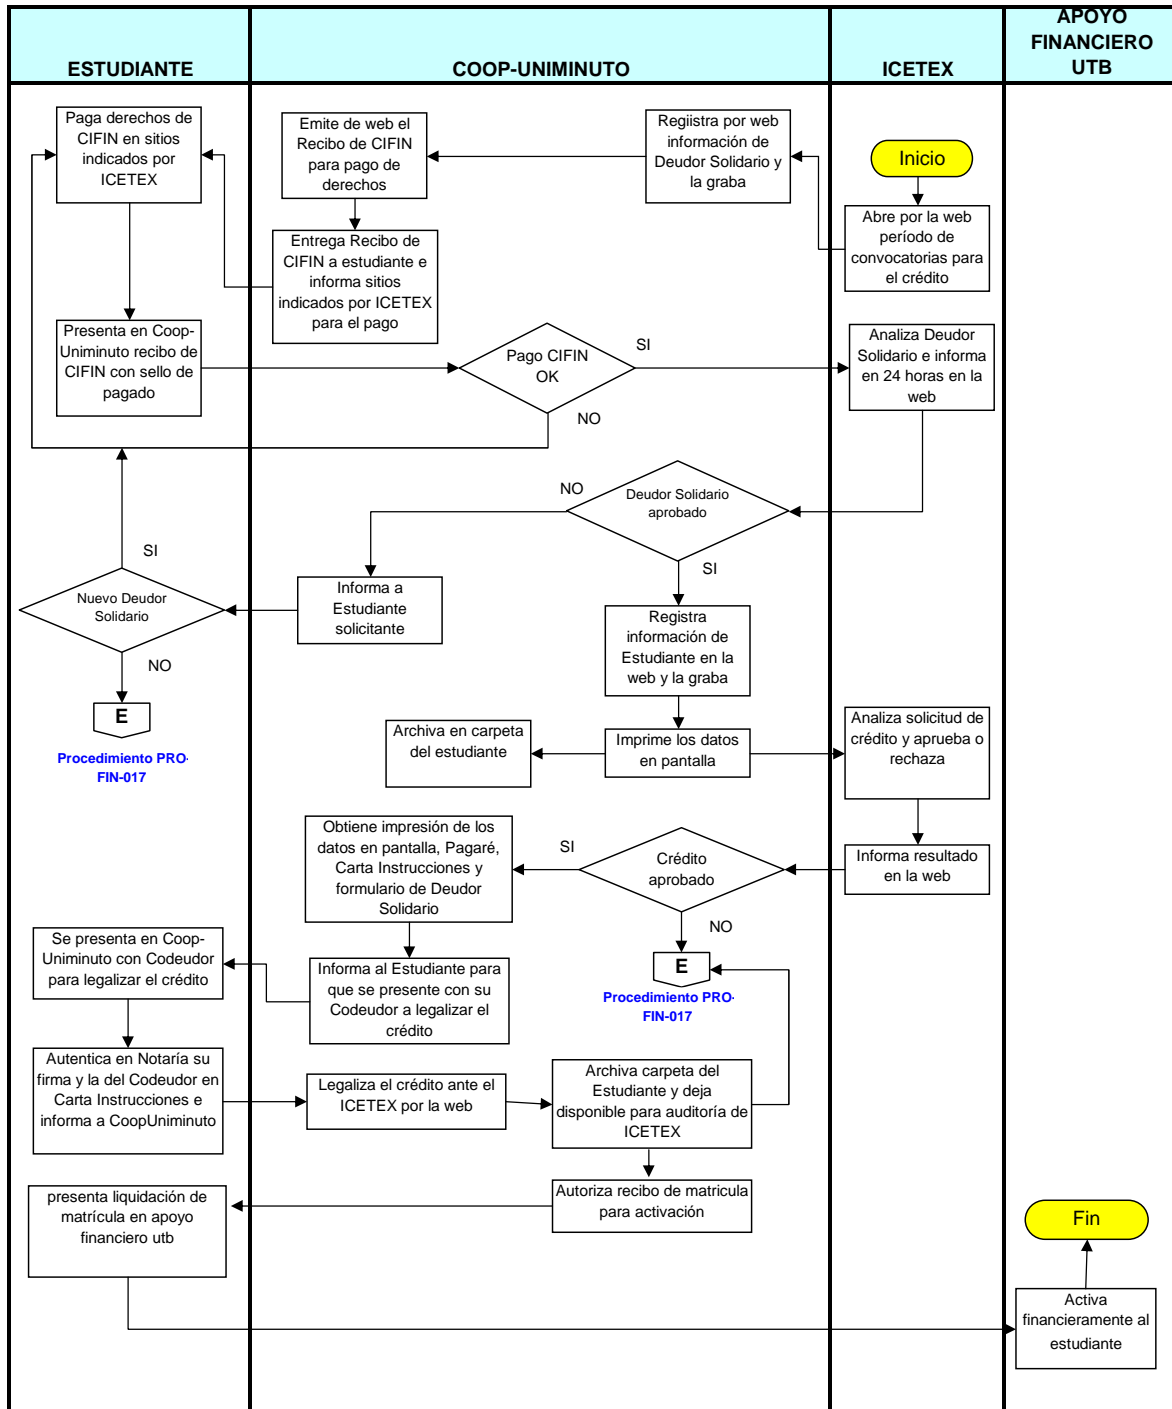 ESTUDIANTE
COOP-UNIMINUTO
ICETEX
APOYO
FINANCIERO
UTB
Paga derechos de
CIFIN en sitios
indicados por
ICETEX
Emite de web el
Recibo de CIFIN
para pago de
derechos
Regiistra por web
información de
Deudor Solidario y
la graba
Inicio
Abre por la web
período de
convocatorias para
el crédito
Entrega Recibo de
CIFIN a estudiante e
informa sitios
indicados por ICETEX
para el pago
Presenta en Coop-
Uniminuto recibo de
CIFIN con sello de
pagado
Pago CIFIN
OK
SI
NO
Analiza Deudor
Solidario e informa
en 24 horas en la
web
Deudor Solidario
aprobado
NO
SI
Informa a
Estudiante
solicitante
Nuevo Deudor
Solidario
SI
NO
E
Procedimiento PRO-
FIN-017
Registra
información de
Estudiante en la
web y la graba
Imprime los datos
en pantalla
Archiva en carpeta
del estudiante
Analiza solicitud de
crédito y aprueba o
rechaza
Informa resultado
en la web
Crédito
aprobado
SI
NO
E
Procedimiento PRO-
FIN-017
Obtiene impresión de los
datos en pantalla, Pagaré,
Carta Instrucciones y
formulario de Deudor
Solidario
Informa al Estudiante para
que se presente con su
Codeudor a legalizar el
crédito
Se presenta en Coop-
Uniminuto con Codeudor
para legalizar el crédito
Autentica en Notaría su
firma y la del Codeudor en
Carta Instrucciones e
informa a CoopUniminuto
Legaliza el crédito ante el
ICETEX por la web
Archiva carpeta del
Estudiante y deja
disponible para auditoría de
ICETEX
Autoriza recibo de matricula
para activación
presenta liquidación de
matrícula en apoyo
financiero utb
Fin
Activa
financieramente al
estudiante